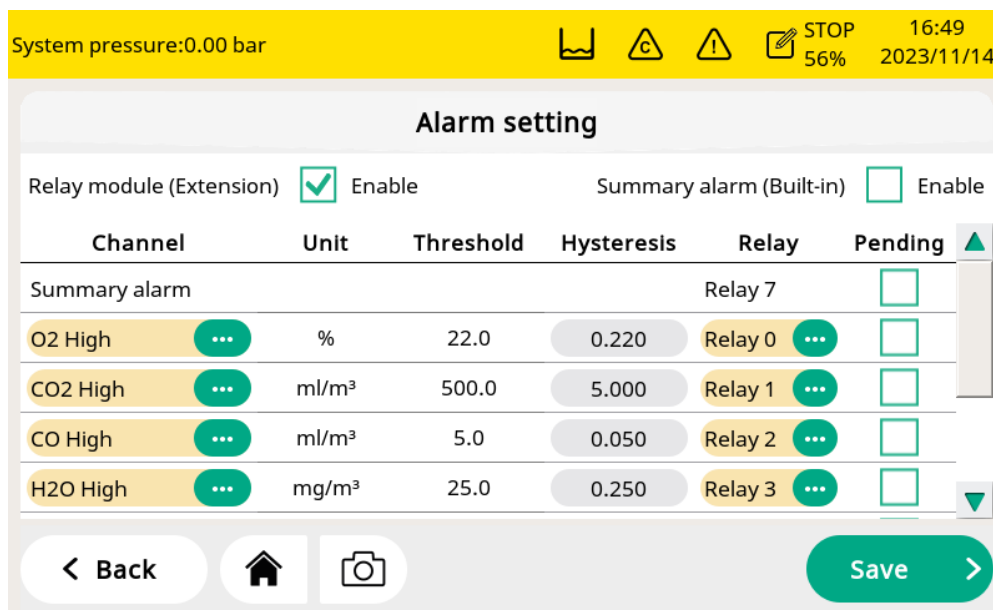 System pressure:0.00 bar STOP 16:49
56% 2023/11/14
Alarm setting
Relay module (Extension) Enable Summary alarm (Built-in) Enable
Channel Unit Threshold Hysteresis Relay Pending
Summary alarm Relay 7
O2 High ... % 22.0 0.220 Relay 0 ...
CO2 High ... ml/m³ 500.0 5.000 Relay 1 ...
CO High ... ml/m³ 5.0 0.050 Relay 2 ...
H2O High ... mg/m³ 25.0 0.250 Relay 3 ...
Back Save